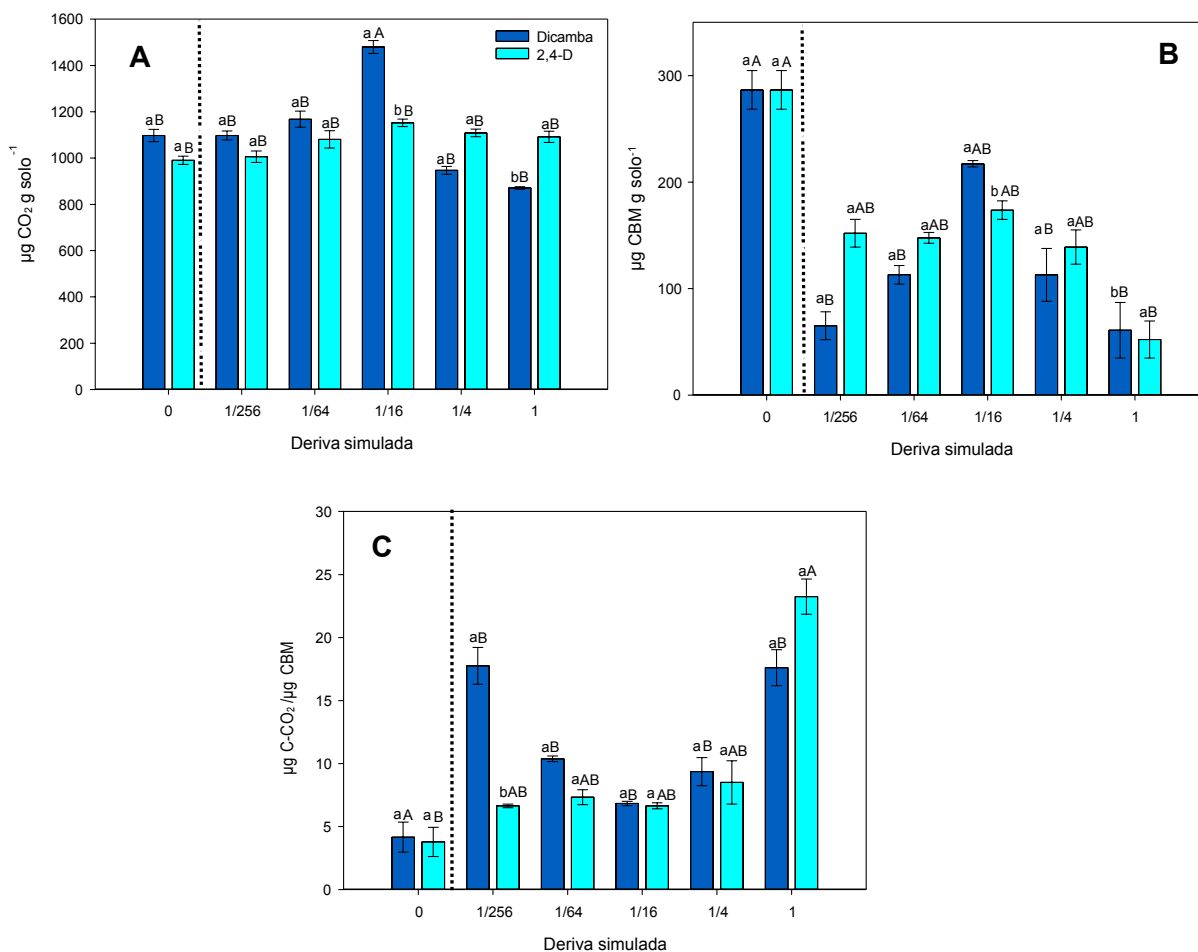 A
Dicamba
2,4-D
µg CO₂ g solo⁻¹
1600
1400
1200
1000
800
600
400
200
0
aB aB aB aB aB aB aA bB aB aB bB aB
0 1/256 1/64 1/16 1/4 1
Deriva simulada
B
µg CBM g solo⁻¹
300
200
100
0
aA aA aB aAB aB aAB aAB bAB aB aAB bB aB
0 1/256 1/64 1/16 1/4 1
Deriva simulada
C
µg C-CO₂ /µg CBM
30
25
20
15
10
5
0
aA aB aB bAB aB aAB aB aAB aB aAB aB aA
0 1/256 1/64 1/16 1/4 1
Deriva simulada